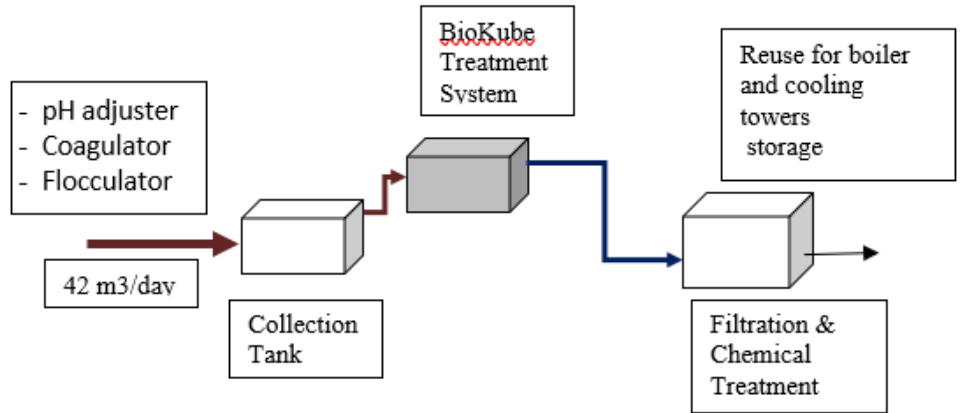 - pH adjuster
- Coagulator
- Flocculator
42 m3/day
Collection
Tank
BioKube
Treatment
System
Reuse for boiler
and cooling
towers
storage
Filtration &
Chemical
Treatment